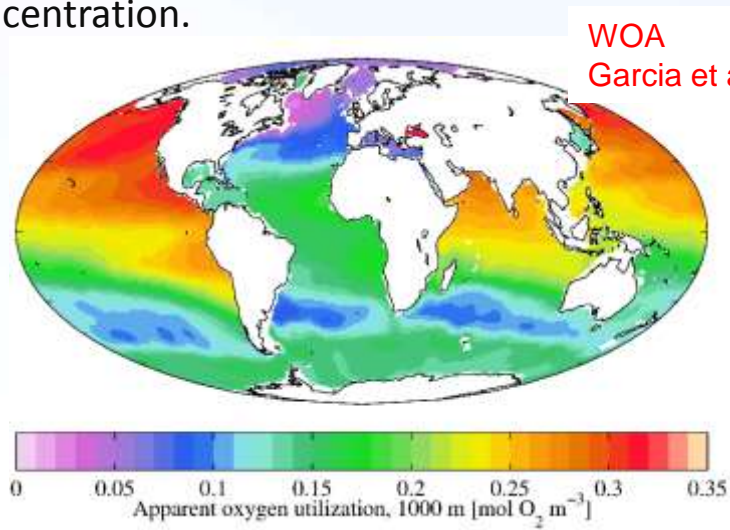 centration.
WOA
Garcia et a
0 0.05 0.1 0.15 0.2 0.25 0.3 0.35
Apparent oxygen utilization, 1000 m [mol O₂ m⁻³]